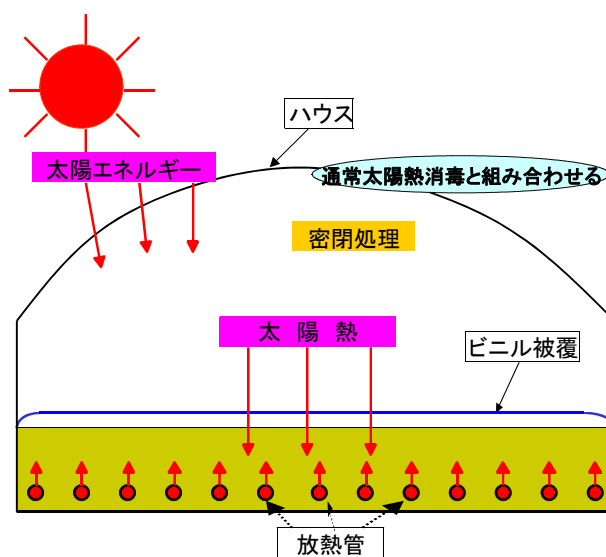 ハウス
太陽エネルギー
通常太陽熱消毒と組み合わせる
密閉処理
太 陽 熱
ビニル被覆
放熱管